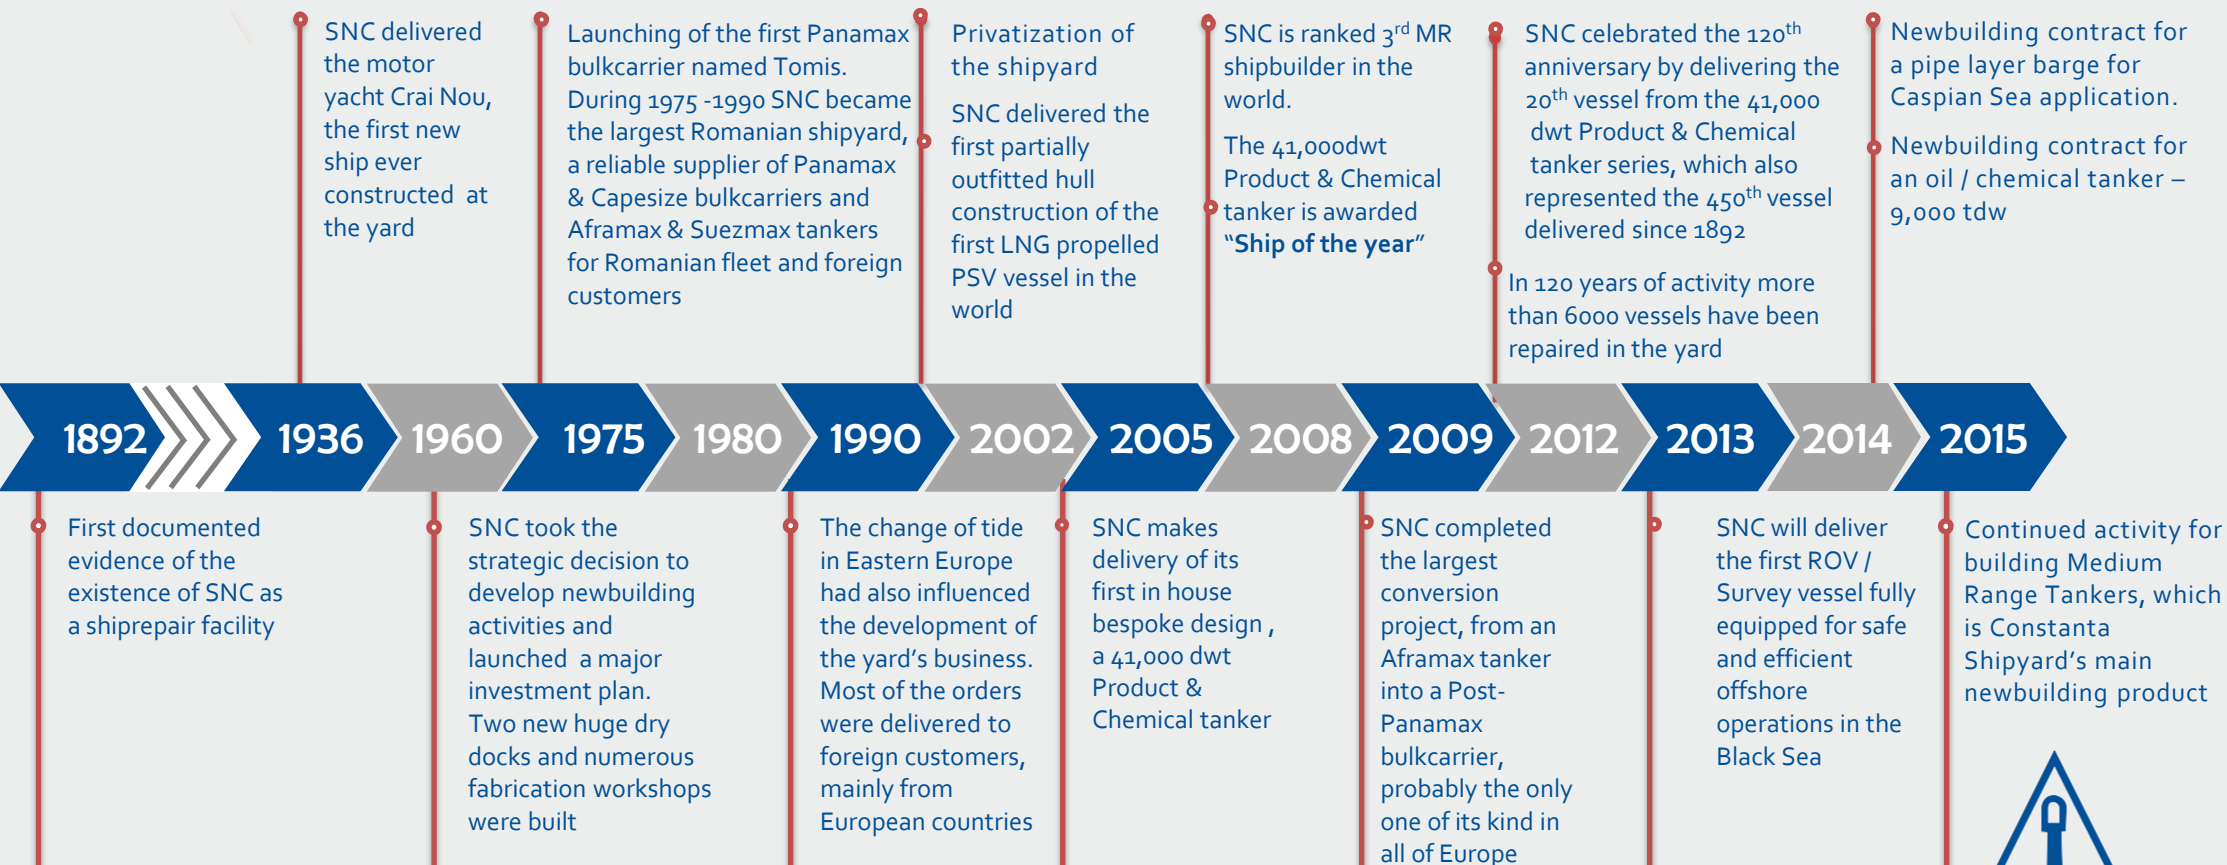 SNC delivered
the motor
yacht Crai Nou,
the first new
ship ever
constructed at
the yard
Launching of the first Panamax
bulkcarrier named Tomis.
During 1975 -1990 SNC became
the largest Romanian shipyard,
a reliable supplier of Panamax
& Capesize bulkcarriers and
Aframax & Suezmax tankers
for Romanian fleet and foreign
customers
Privatization of
the shipyard
SNC delivered the
first partially
outfitted hull
construction of the
first LNG propelled
PSV vessel in the
world
SNC is ranked 3rd MR
shipbuilder in the
world.
The 41,000dwt
Product & Chemical
tanker is awarded
“Ship of the year”
SNC celebrated the 120th
anniversary by delivering the
20th vessel from the 41,000
dwt Product & Chemical
tanker series, which also
represented the 450th vessel
delivered since 1892
In 120 years of activity more
than 6000 vessels have been
repaired in the yard
Newbuilding contract for
a pipe layer barge for
Caspian Sea application.
Newbuilding contract for
an oil / chemical tanker –
9,000 tdw
1892 1936 1960 1975 1980 1990 2002 2005 2008 2009 2012 2013 2014 2015
First documented
evidence of the
existence of SNC as
a shiprepair facility
SNC took the
strategic decision to
develop newbuilding
activities and
launched a major
investment plan.
Two new huge dry
docks and numerous
fabrication workshops
were built
The change of tide
in Eastern Europe
had also influenced
the development of
the yard’s business.
Most of the orders
were delivered to
foreign customers,
mainly from
European countries
SNC makes
delivery of its
first in house
bespoke design ,
a 41,000 dwt
Product &
Chemical tanker
SNC completed
the largest
conversion
project, from an
Aframax tanker
into a Post-
Panamax
bulkcarrier,
probably the only
one of its kind in
all of Europe
SNC will deliver
the first ROV /
Survey vessel fully
equipped for safe
and efficient
offshore
operations in the
Black Sea
Continued activity for
building Medium
Range Tankers, which
is Constanta
Shipyard’s main
newbuilding product